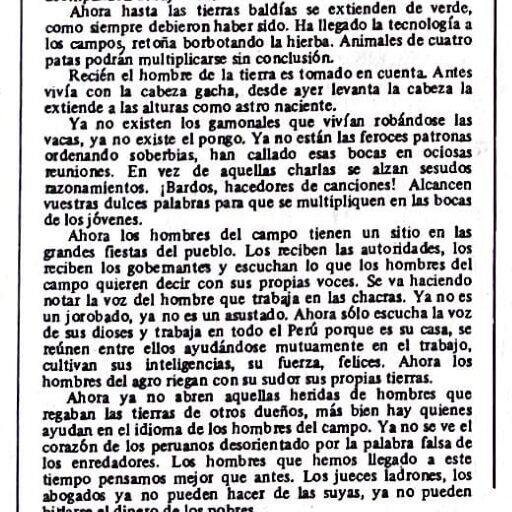 Ahora hasta las tierras baldías se extienden de verde,
como siempre debieron haber sido. Ha llegado la tecnología a
los campos, retoña borbotando la hierba. Animales de cuatro
patas podrán multiplicarse sin conclusión.
Recién el hombre de la tierra es tomado en cuenta. Antes
vivía con la cabeza gacha, desde ayer levanta la cabeza la
extiende a las alturas como astro naciente.
Ya no existen los gamonales que vivían robándose las
vacas, ya no existe el pongo. Ya no están las feroces patronas
ordenando soberbias, han callado esas bocas en ociosas
reuniones. En vez de aquellas charlas se alzan sesudos
razonamientos. ¡Bardos, hacedores de canciones! Alcancen
vuestras dulces palabras para que se multipliquen en las bocas
de los jóvenes.
Ahora los hombres del campo tienen un sitio en las
grandes fiestas del pueblo. Los reciben las autoridades, los
reciben los gobernantes y escuchan lo que los hombres del
campo quieren decir con sus propias voces. Se va haciendo
notar la voz del hombre que trabaja en las chacras. Ya no es
un jorobado, ya no es un asustado. Ahora sólo escucha la voz
de sus dioses y trabaja en todo el Perú porque es su casa, se
reúnen entre ellos ayudándose mutuamente en el trabajo,
cultivan sus inteligencias, su fuerza, felices. Ahora los
hombres del agro riegan con su sudor sus propias tierras.
Ahora ya no abren aquellas heridas de hombres que
regaban las tierras de otros dueños, más bien hay quienes
ayudan en el idioma de los hombres del campo. Ya no se ve el
corazón de los peruanos desorientado por la palabra falsa de
los enredadores. Los hombres que hemos llegado a este
tiempo pensamos mejor que antes. Los jueces ladrones, los
abogados ya no pueden hacer de las suyas, ya no pueden
el dinero de los pobres.